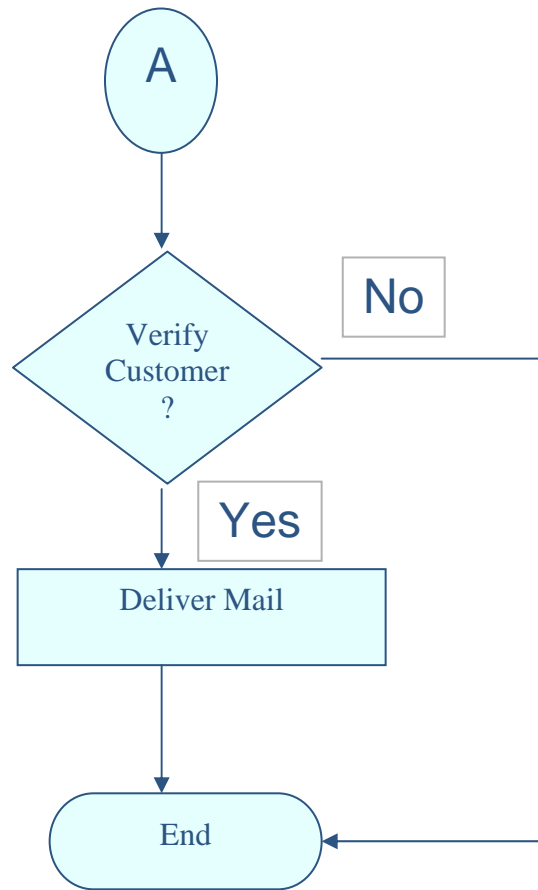 A
No
Verify
Customer
?
Yes
Deliver Mail
End